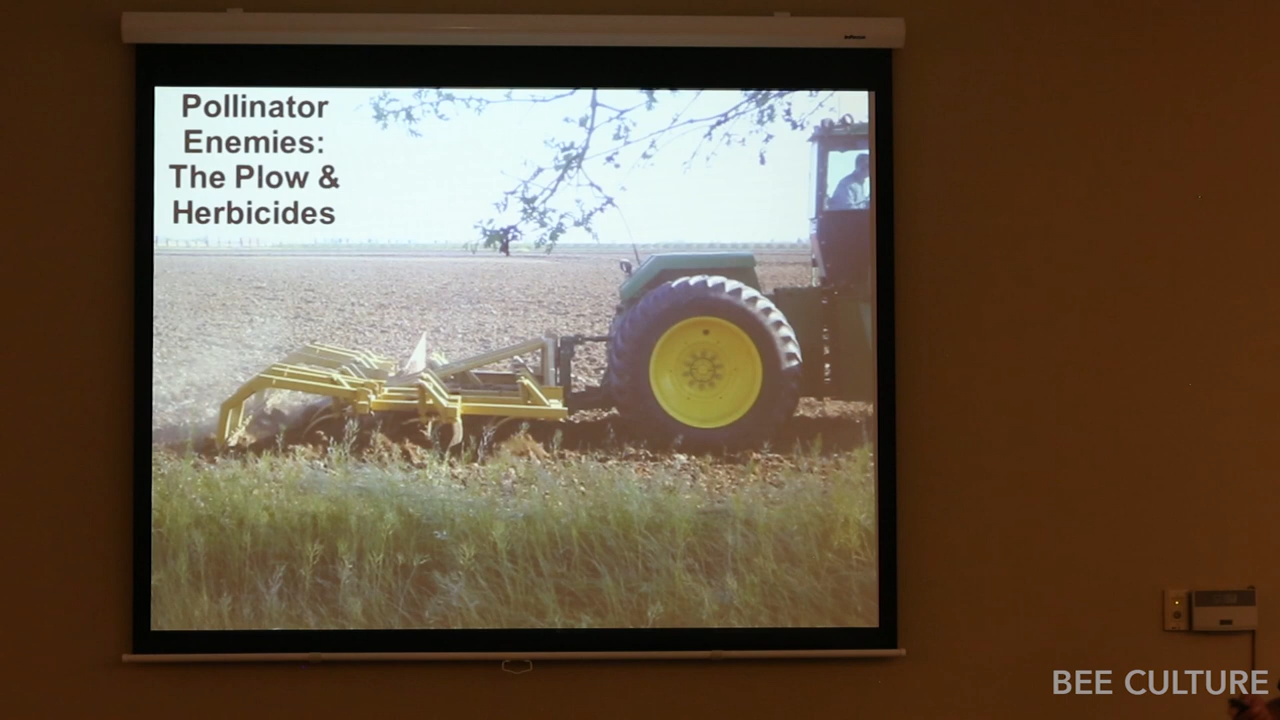 Pollinator
Enemies:
The Plow &
Herbicides
BEE CULTURE